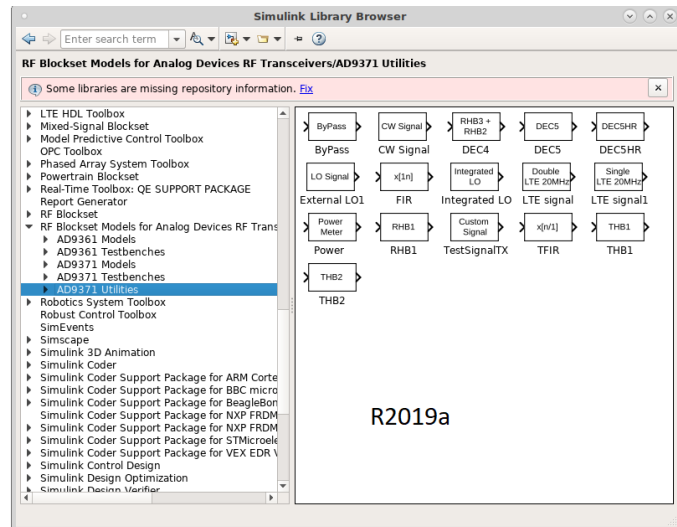 Simulink Library Browser
Enter search term
RF Blockset Models for Analog Devices RF Transceivers/AD9371 Utilities
Some libraries are missing repository information. Fix
LTE HDL Toolbox
Mixed-Signal Blockset
Model Predictive Control Toolbox
OPC Toolbox
Phased Array System Toolbox
Powertrain Blockset
Real-Time Toolbox: QE SUPPORT PACKAGE
Report Generator
RF Blockset
RF Blockset Models for Analog Devices RF Trans
AD9361 Models
AD9361 Testbenches
AD9371 Models
AD9371 Testbenches
AD9371 Utilities
Robotics System Toolbox
Robust Control Toolbox
SimEvents
Simscape
Simulink 3D Animation
Simulink Coder
Simulink Coder Support Package for ARM Corte
Simulink Coder Support Package for BBC micro
Simulink Coder Support Package for BeagleBon
Simulink Coder Support Package for NXP FRDM
Simulink Coder Support Package for NXP FRDM
Simulink Coder Support Package for STMicroele
Simulink Coder Support Package for VEX EDR V
Simulink Control Design
Simulink Design Optimization
Simulink Design Verifier
ByPass CW Signal RHB3 + RHB2 DEC5 DEC5HR
ByPass CW Signal DEC4 DEC5 DEC5HR
LO Signal x[1n] Integrated LO Double LTE 20MHz Single LTE 20MHz
External LO1 FIR Integrated LO LTE signal LTE signal1
Power Meter RHB1 Custom Signal x[n/1] THB1
Power RHB1 TestSignalTX TFIR THB1
THB2
THB2
R2019a